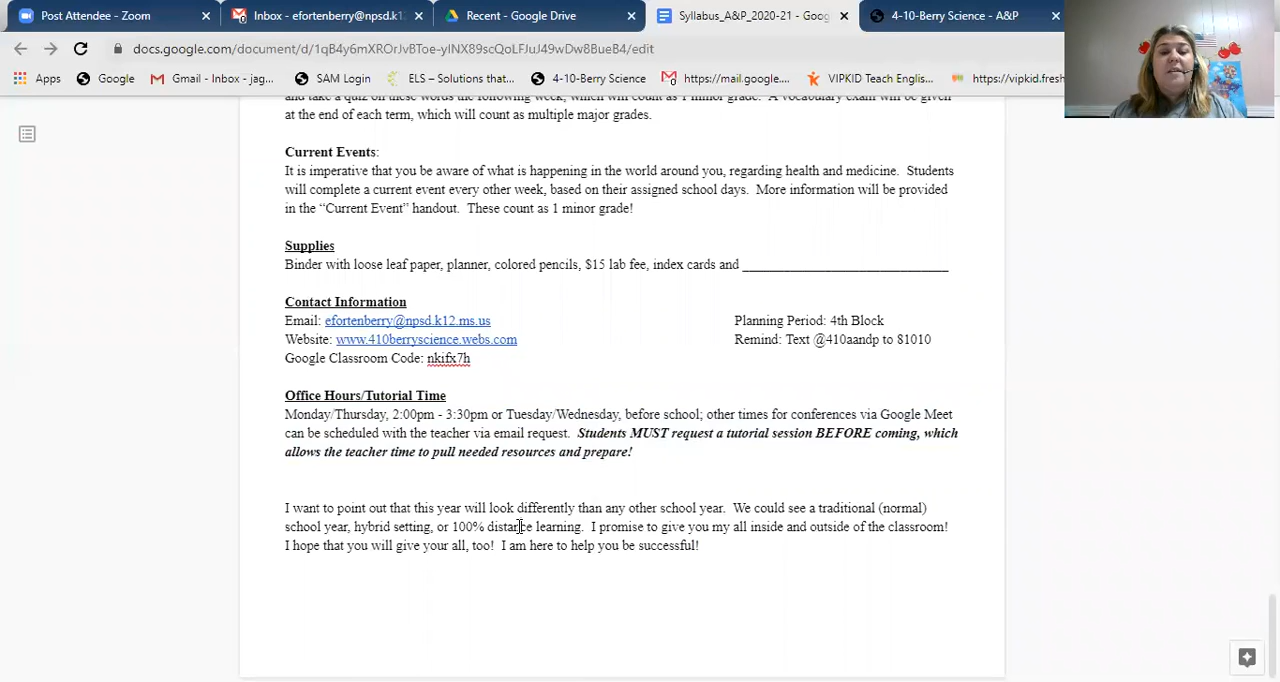 Post Attendee - Zoom
Inbox - efortenberry@npsd.k1
Recent - Google Drive
Syllabus_A&P_2020-21 - Goog
4-10-Berry Science - A&P
docs.google.com/document/d/1qB4y6mXROrJvBToe-yINX89scQoLFJuJ49wDw8BueB4/edit
Apps
Google
Gmail - Inbox - jag...
SAM Login
ELS – Solutions that...
4-10-Berry Science
https://mail.google....
VIPKID Teach Englis...
https://vipkid.fresh
and take a quiz on these words the following week, which will count as 1 minor grade. A vocabulary exam will be given
at the end of each term, which will count as multiple major grades.
Current Events:
It is imperative that you be aware of what is happening in the world around you, regarding health and medicine. Students
will complete a current event every other week, based on their assigned school days. More information will be provided
in the “Current Event” handout. These count as 1 minor grade!
Supplies
Binder with loose leaf paper, planner, colored pencils, $15 lab fee, index cards and ______________________________
Contact Information
Email: efortenberry@npsd.k12.ms.us
Planning Period: 4th Block
Website: www.410berryscience.webs.com
Remind: Text @410aandp to 81010
Google Classroom Code: nkifx7h
Office Hours/Tutorial Time
Monday/Thursday, 2:00pm - 3:30pm or Tuesday/Wednesday, before school; other times for conferences via Google Meet
can be scheduled with the teacher via email request. Students MUST request a tutorial session BEFORE coming, which
allows the teacher time to pull needed resources and prepare!
I want to point out that this year will look differently than any other school year. We could see a traditional (normal)
school year, hybrid setting, or 100% distance learning. I promise to give you my all inside and outside of the classroom!
I hope that you will give your all, too! I am here to help you be successful!